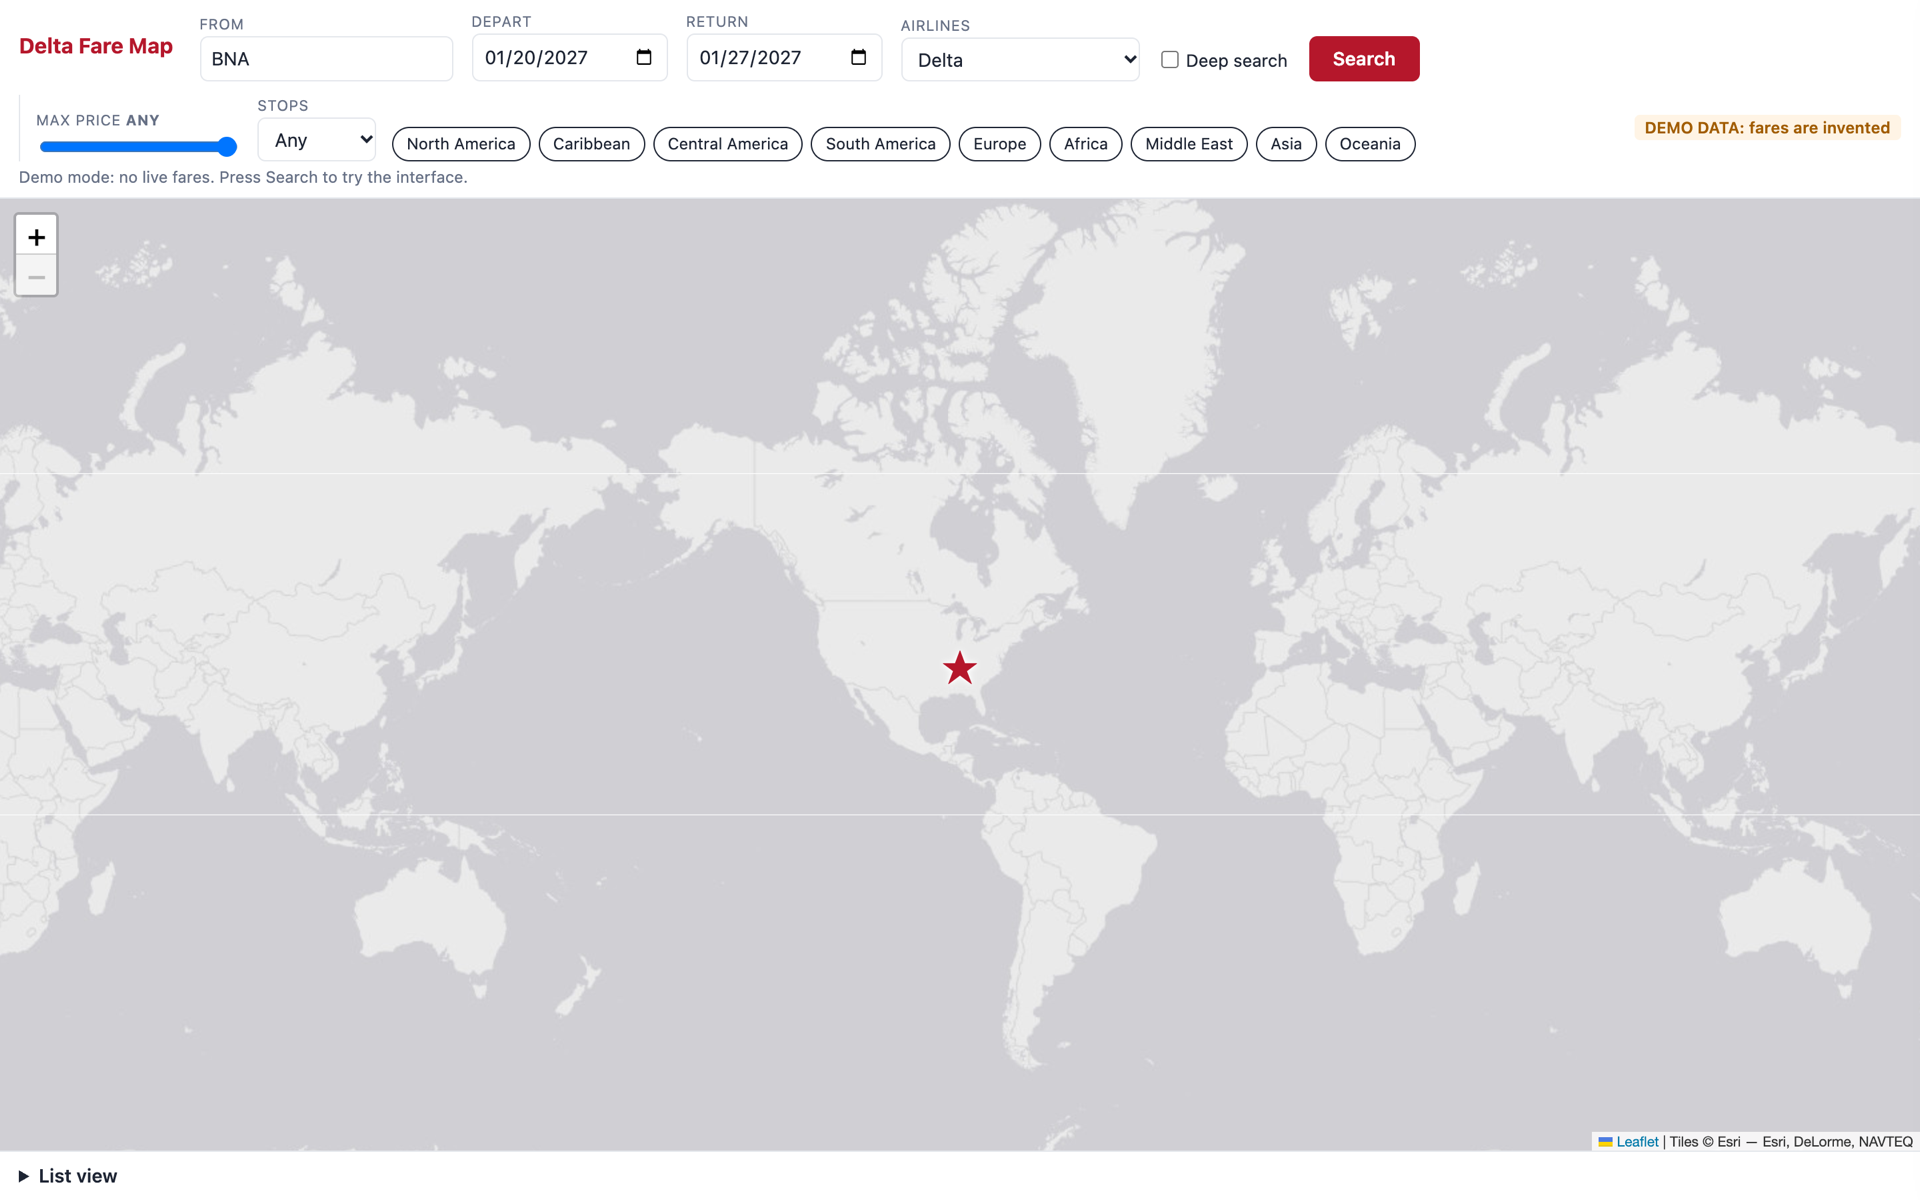 Delta Fare Map
FROM
BNA
DEPART
01/20/2027
RETURN
01/27/2027
AIRLINES
Delta
Deep search
Search
MAX PRICE ANY
STOPS
Any
North America
Caribbean
Central America
South America
Europe
Africa
Middle East
Asia
Oceania
DEMO DATA: fares are invented
Demo mode: no live fares. Press Search to try the interface.
+
−
Leaflet | Tiles © Esri — Esri, DeLorme, NAVTEQ
List view